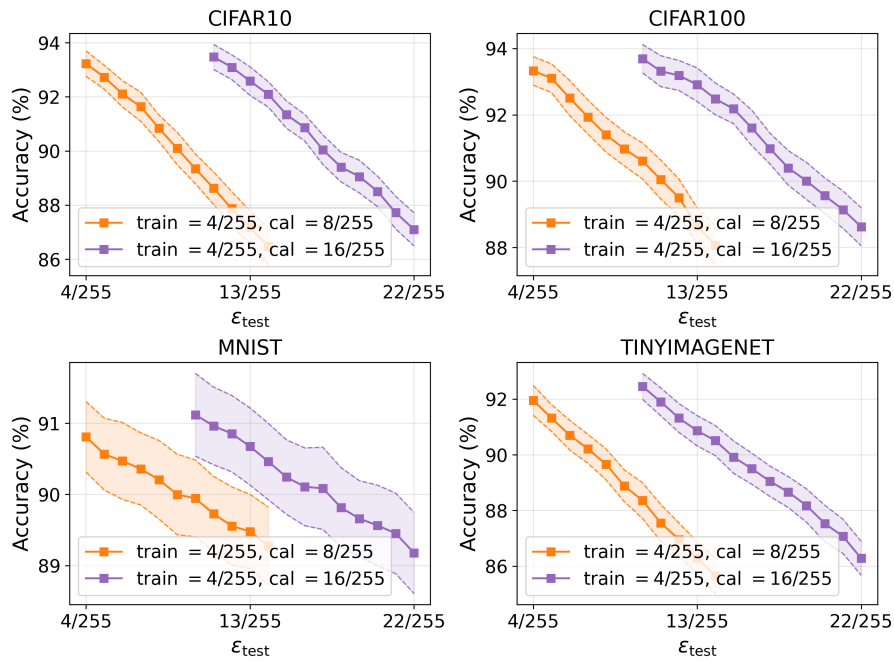 CIFAR10
Accuracy (%)
94
92
90
88
86
train = 4/255, cal = 8/255
train = 4/255, cal = 16/255
4/255
13/255
22/255
ε_test
CIFAR100
Accuracy (%)
94
92
90
88
train = 4/255, cal = 8/255
train = 4/255, cal = 16/255
4/255
13/255
22/255
ε_test
MNIST
Accuracy (%)
91
90
89
train = 4/255, cal = 8/255
train = 4/255, cal = 16/255
4/255
13/255
22/255
ε_test
TINYIMAGENET
Accuracy (%)
92
90
88
86
train = 4/255, cal = 8/255
train = 4/255, cal = 16/255
4/255
13/255
22/255
ε_test